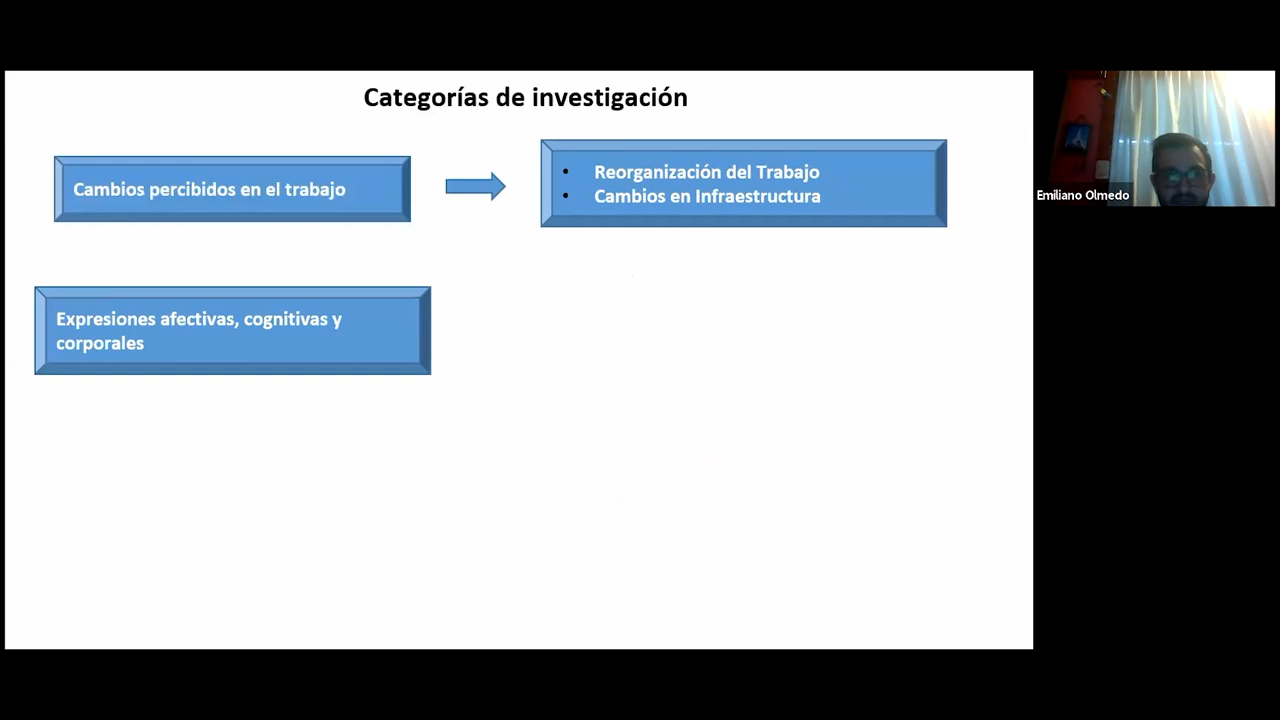 Categorías de investigación
Cambios percibidos en el trabajo
• Reorganización del Trabajo
• Cambios en Infraestructura
Expresiones afectivas, cognitivas y
corporales
Emiliano Olmedo